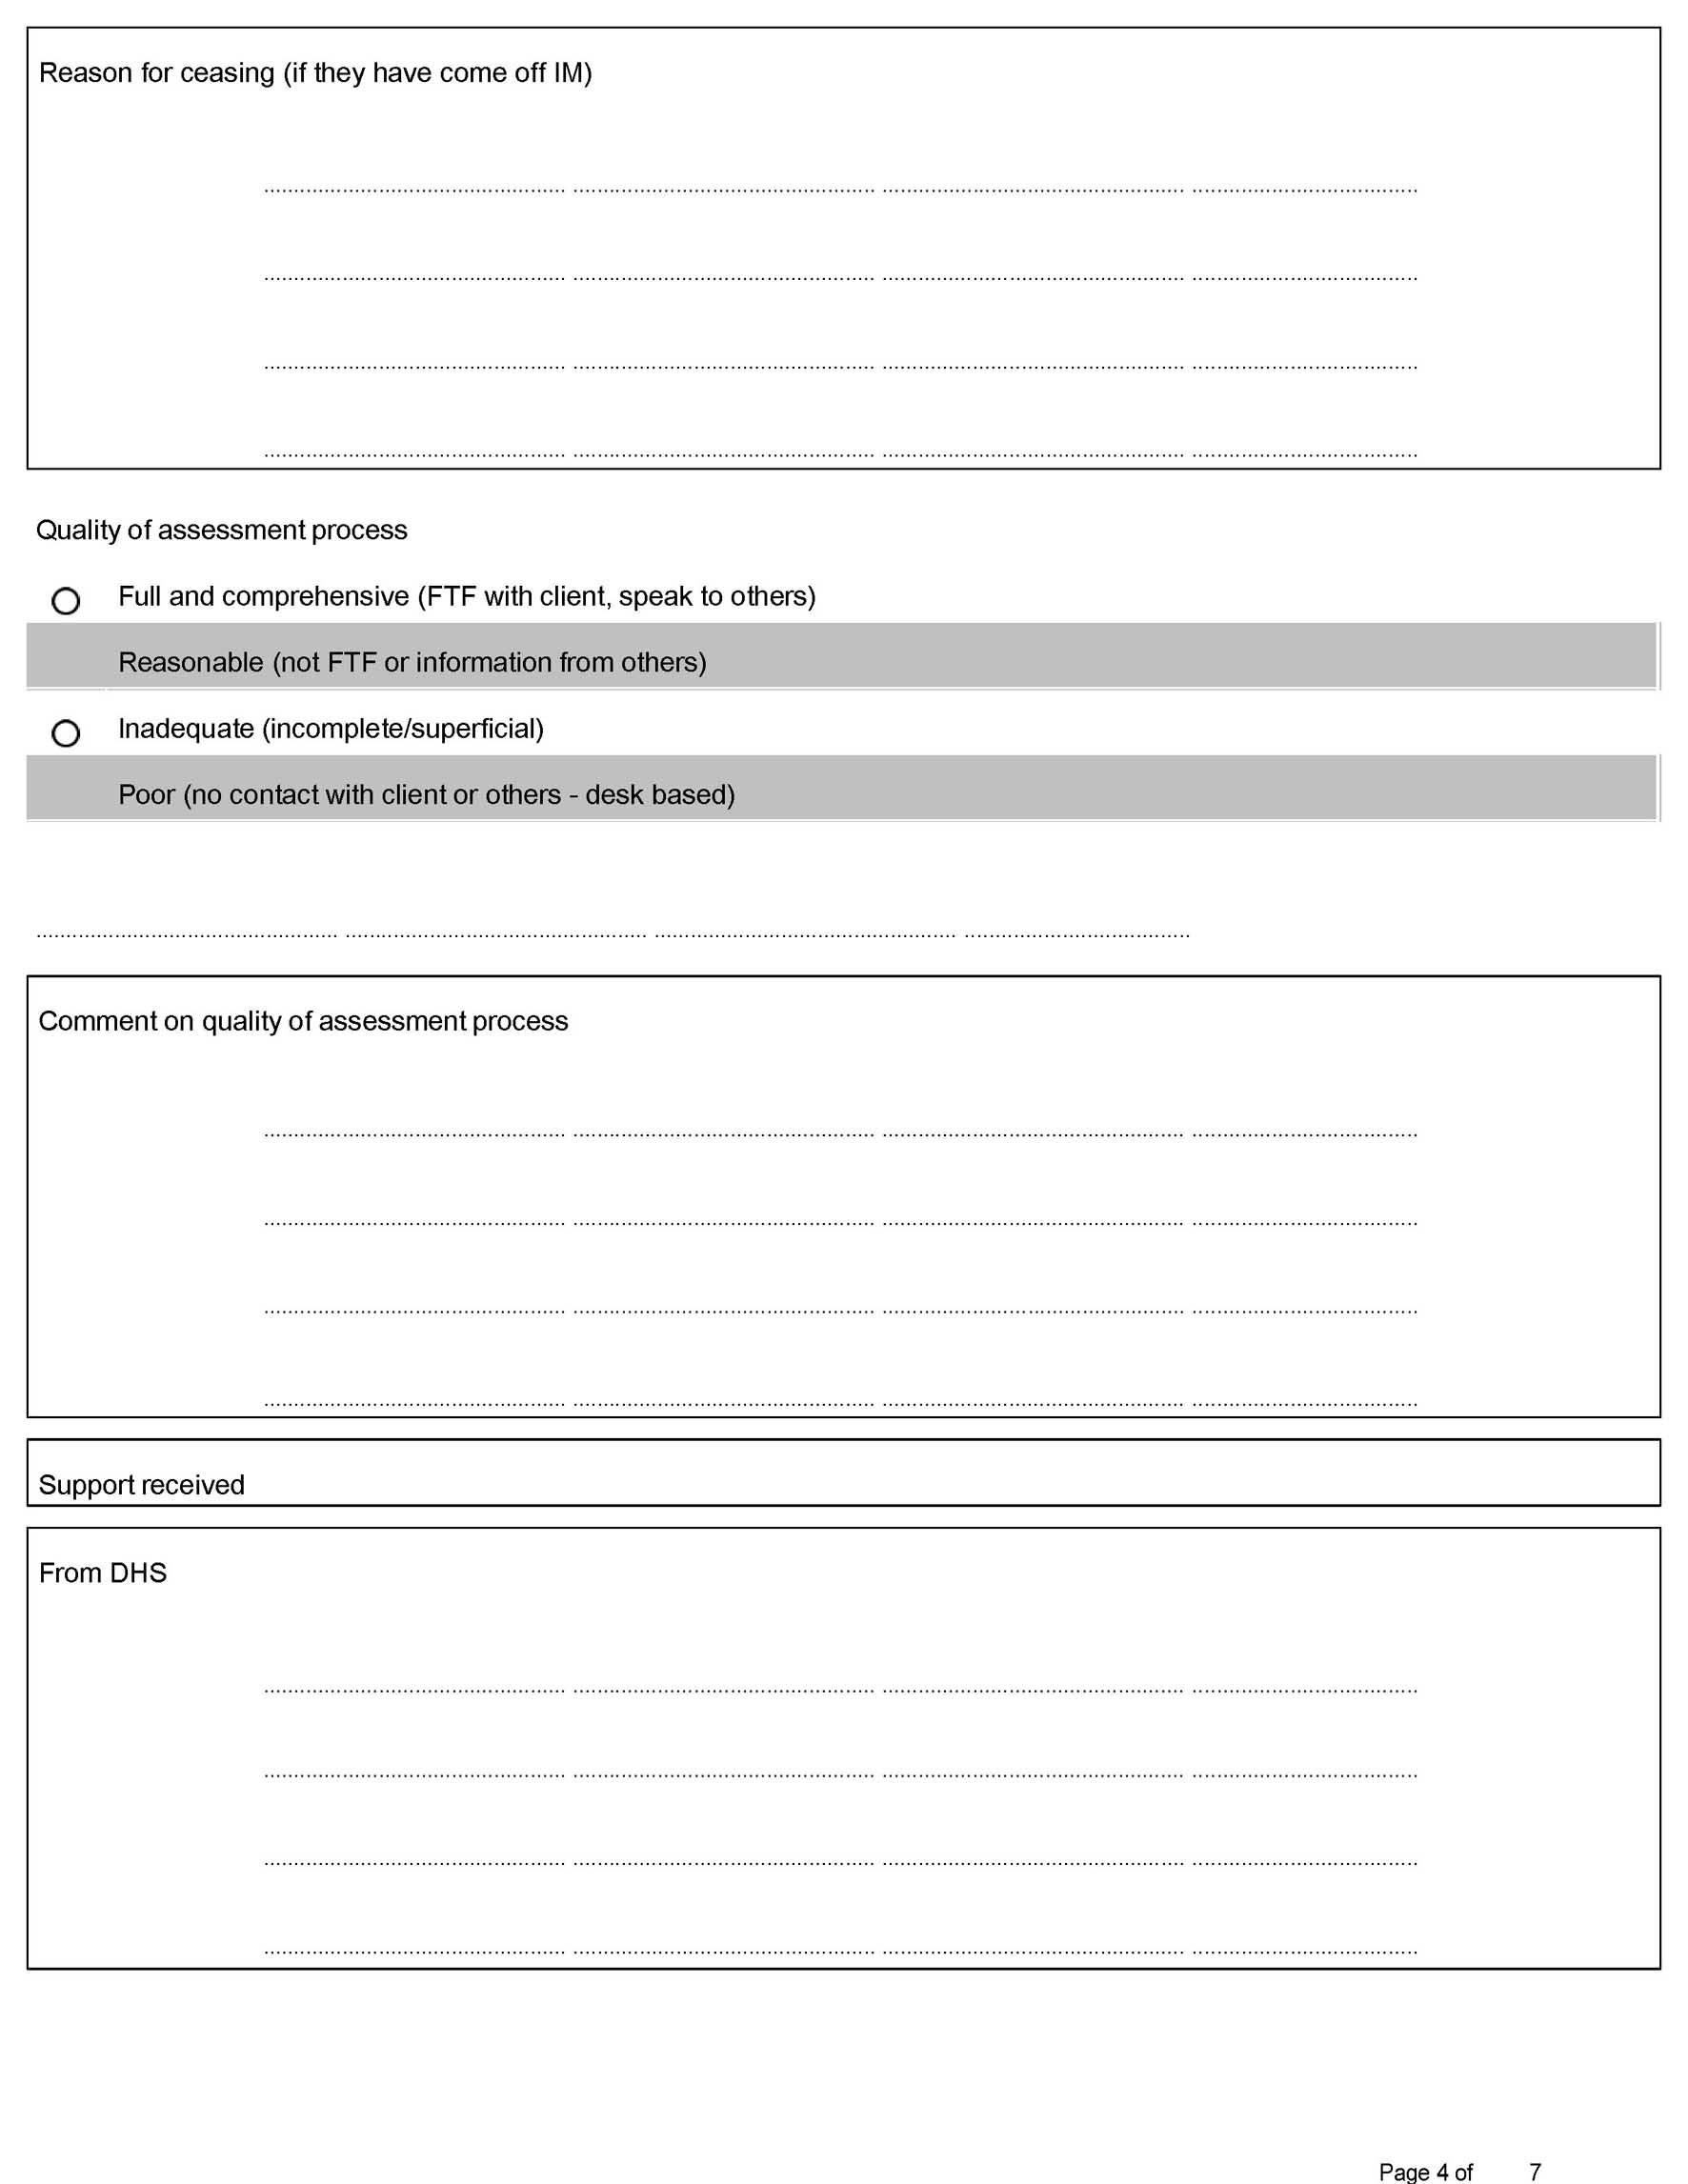 Reason for ceasing (if they have come off IM)
.................................................. .................................................. .................................................. ......................................
.................................................. .................................................. .................................................. ......................................
.................................................. .................................................. .................................................. ......................................
.................................................. .................................................. .................................................. ......................................
Quality of assessment process
Full and comprehensive (FTF with client, speak to others)
Reasonable (not FTF or information from others)
Inadequate (incomplete/superficial)
Poor (no contact with client or others - desk based)
.................................................. .................................................. .................................................. ......................................
Comment on quality of assessment process
.................................................. .................................................. .................................................. ......................................
.................................................. .................................................. .................................................. ......................................
.................................................. .................................................. .................................................. ......................................
.................................................. .................................................. .................................................. ......................................
Support received
From DHS
.................................................. .................................................. .................................................. ......................................
.................................................. .................................................. .................................................. ......................................
.................................................. .................................................. .................................................. ......................................
.................................................. .................................................. .................................................. ......................................
Page 4 of 7